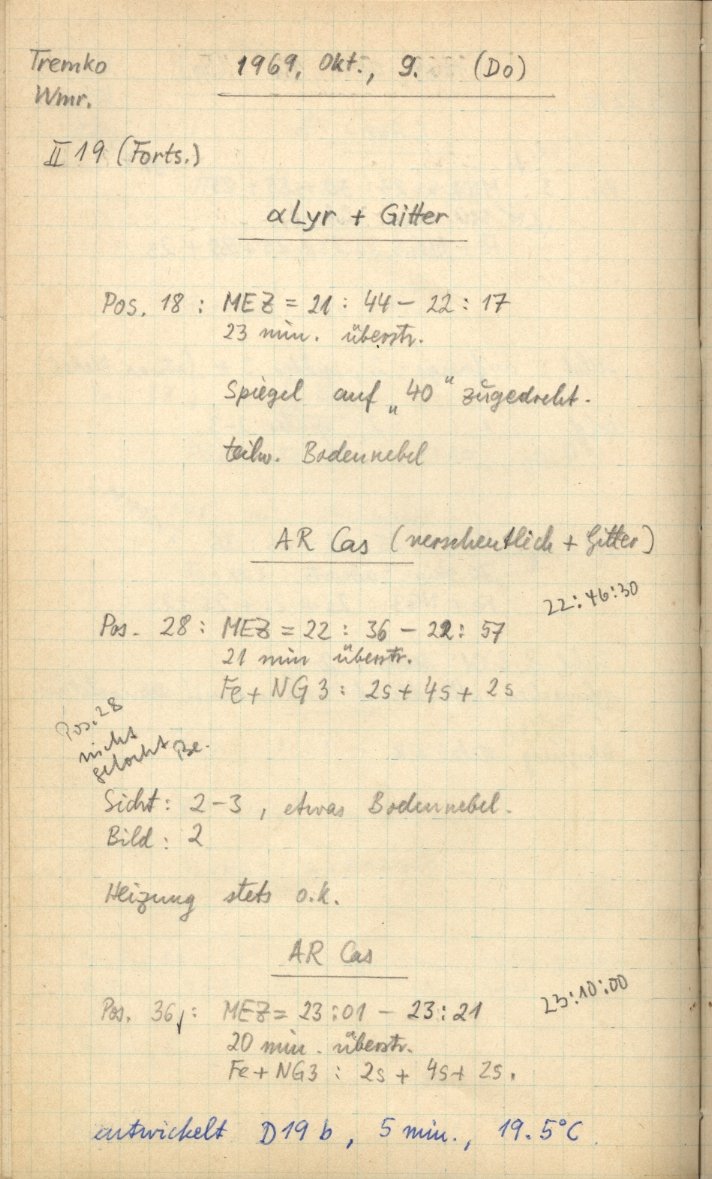 Tremko
Wmr.
1969, Okt., 9. (Do)
II 19 (Forts.)
αLyr + Gitter
Pos. 18 : MEZ = 21 : 44 – 22 : 17
23 min. überstr.
Spiegel auf „40“ zugedreht.
teilw. Bodennebel
AR Cas (versehentlich + Gitter)
22:46:30
Pos. 28 : MEZ = 22 : 36 – 22 : 57
21 min überstr.
Fe + NG 3 : 2s + 4s + 2s
Pos. 28
nicht
gelocht Be.
Sicht : 2 – 3 , etwas Bodennebel.
Bild : 2
Heizung stets o.k.
AR Cas
23:10:00
Pos. 36 : MEZ = 23 : 01 – 23 : 21
20 min . überstr.
Fe + NG3 : 2s + 4s + 2s.
entwickelt D19 b, 5 min., 19.5°C.